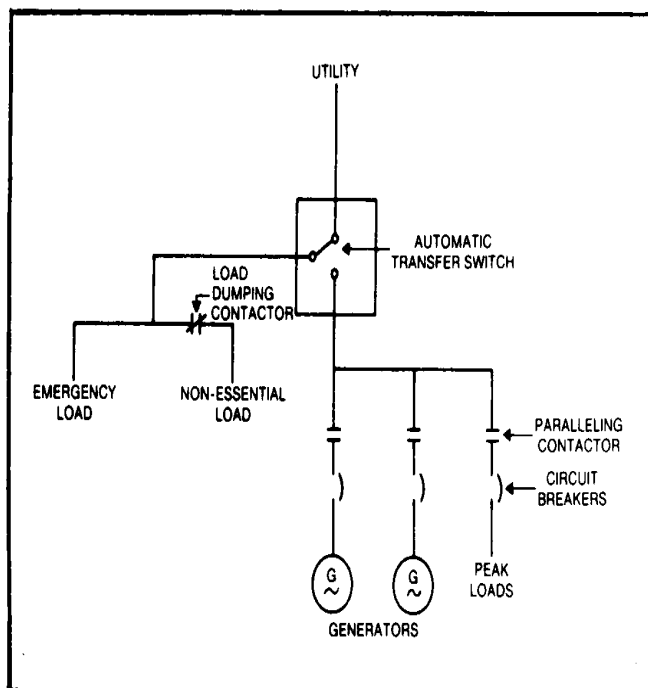 UTILITY
AUTOMATIC
TRANSFER SWITCH
LOAD
DUMPING
CONTACTOR
EMERGENCY
LOAD
NON-ESSENTIAL
LOAD
PARALLELING
CONTACTOR
CIRCUIT
BREAKERS
G
~
G
~
PEAK
LOADS
GENERATORS